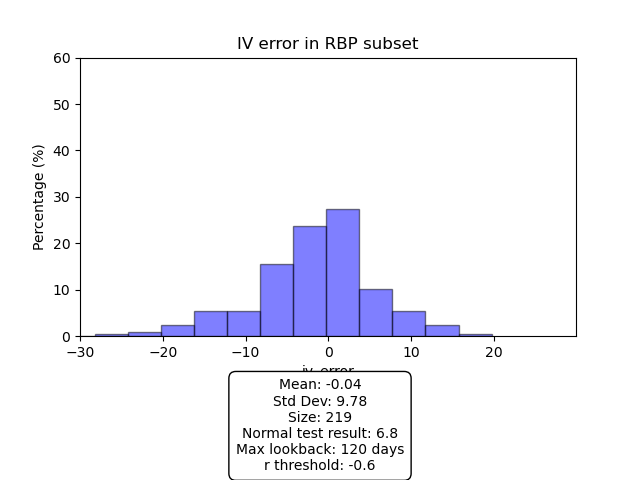 IV error in RBP subset
60
50
40
30
20
10
0
Percentage (%)
−30
−20
−10
0
10
20
iv_error
Mean: -0.04
Std Dev: 9.78
Size: 219
Normal test result: 6.8
Max lookback: 120 days
r threshold: -0.6